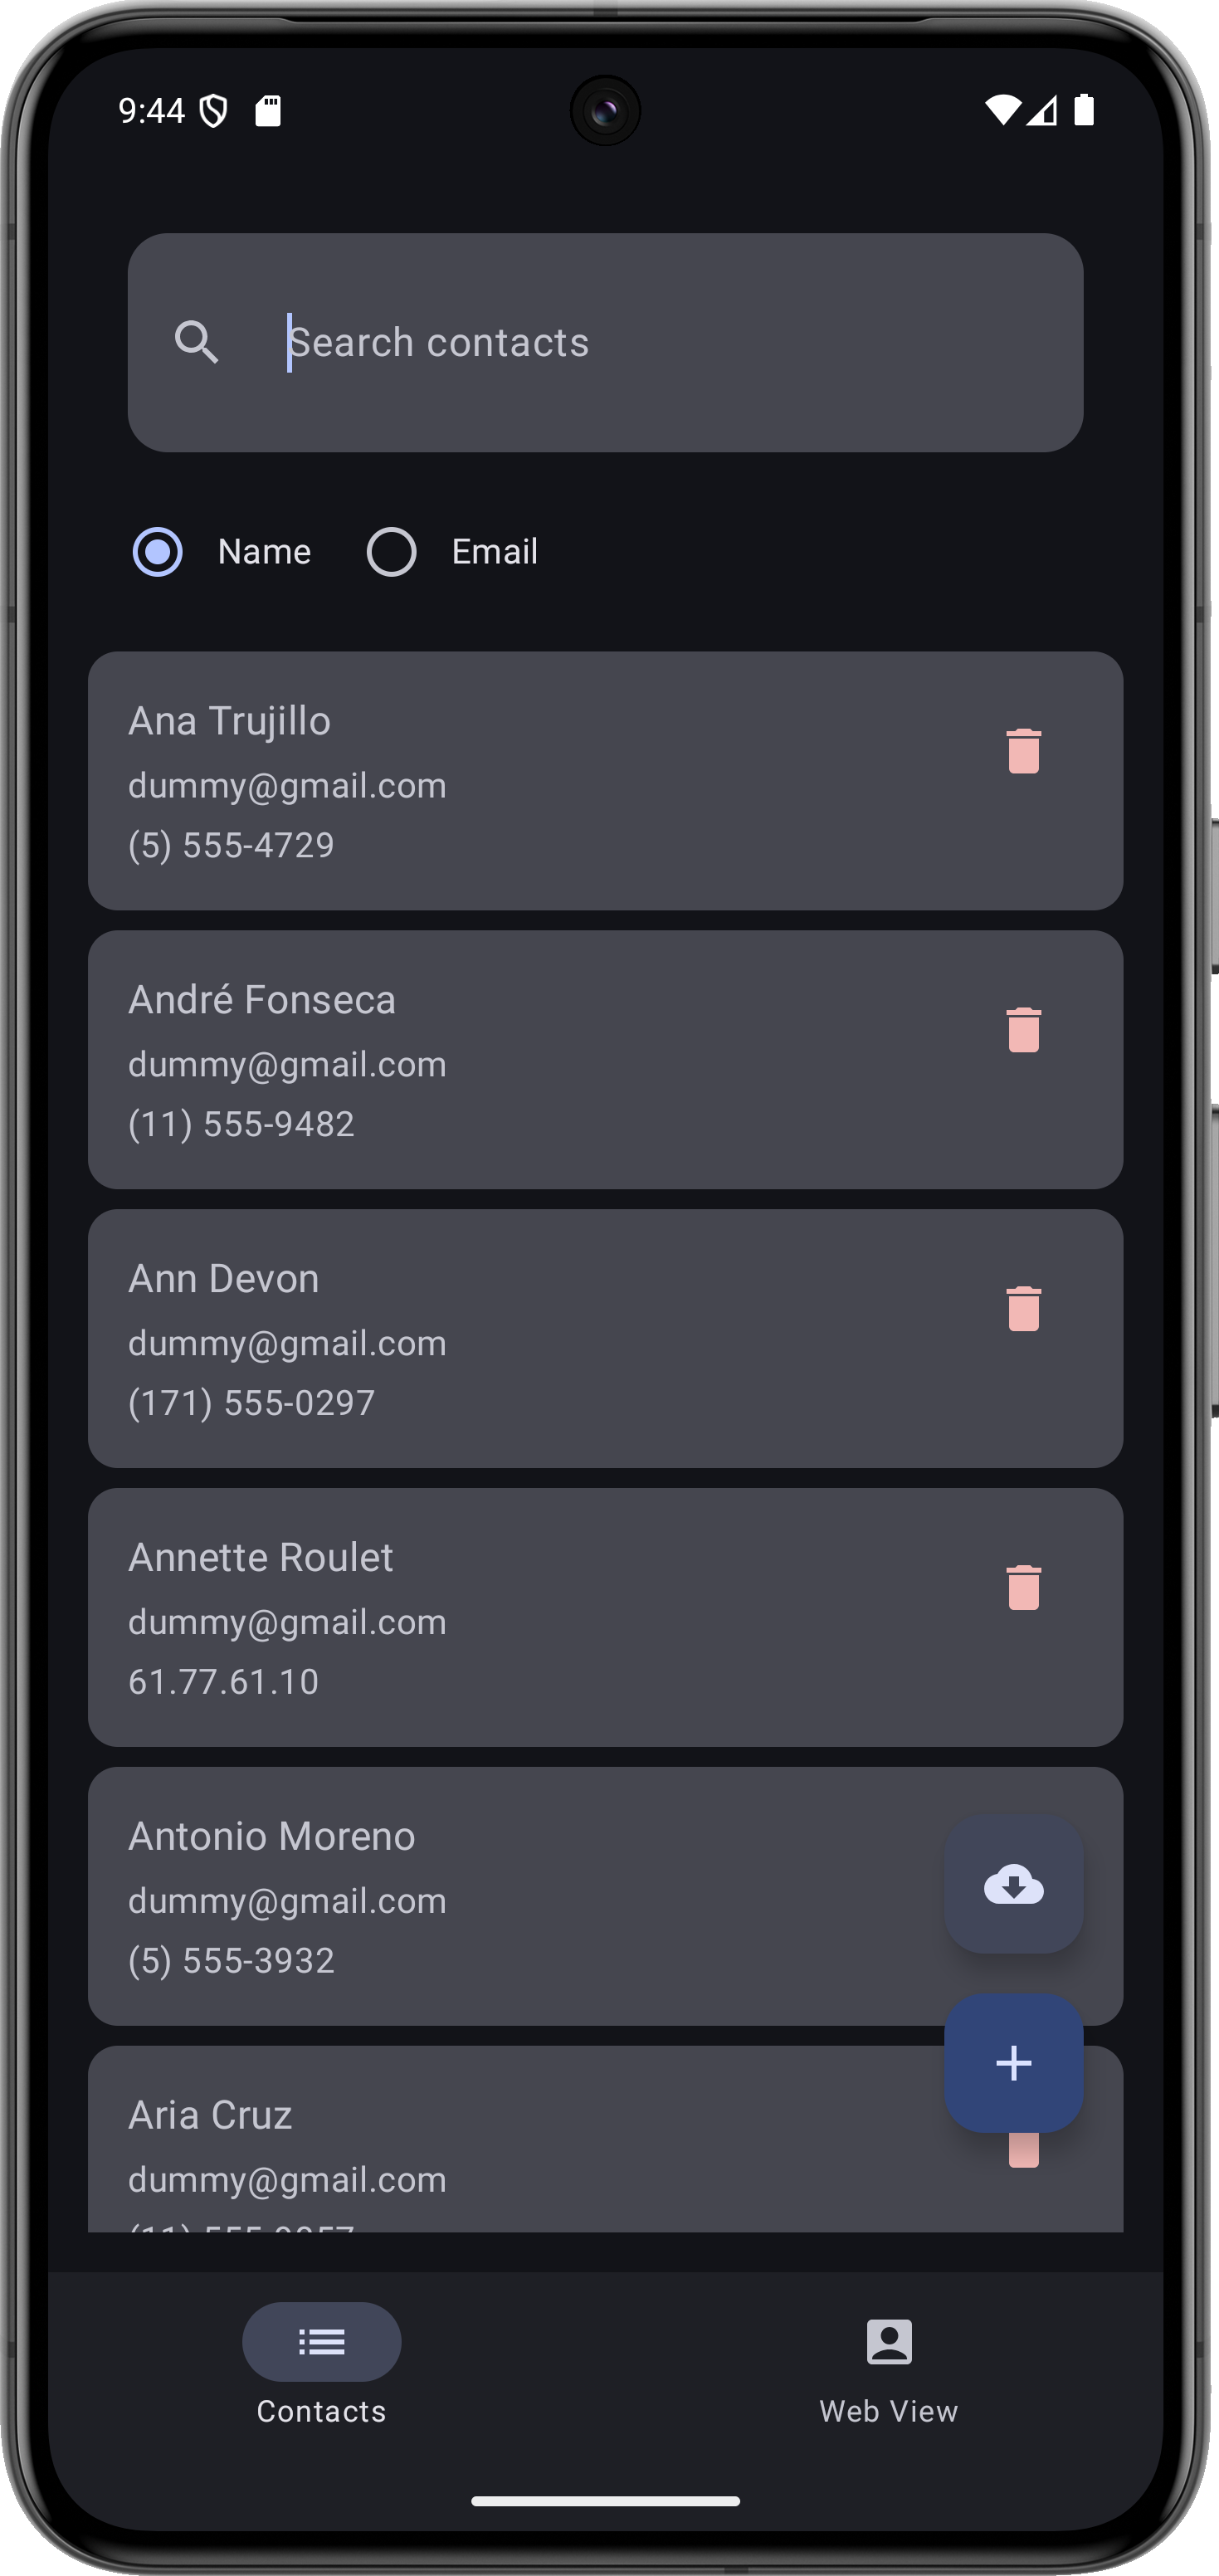 9:44
Search contacts
Name Email
Ana Trujillo
dummy@gmail.com
(5) 555-4729
André Fonseca
dummy@gmail.com
(11) 555-9482
Ann Devon
dummy@gmail.com
(171) 555-0297
Annette Roulet
dummy@gmail.com
61.77.61.10
Antonio Moreno
dummy@gmail.com
(5) 555-3932
Aria Cruz
dummy@gmail.com
Contacts Web View